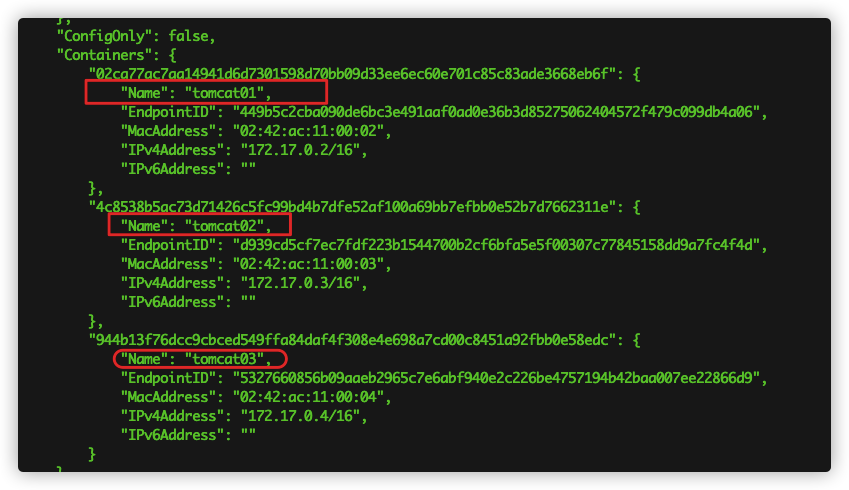 },
"ConfigOnly": false,
"Containers": {
"02ca77ac7aa14941d6d7301598d70bb09d33ee6ec60e701c85c83ade3668eb6f": {
"Name": "tomcat01",
"EndpointID": "449b5c2cba090de6bc3e491aaf0ad0e36b3d85275062404572f479c099db4a06",
"MacAddress": "02:42:ac:11:00:02",
"IPv4Address": "172.17.0.2/16",
"IPv6Address": ""
},
"4c8538b5ac73d71426c5fc99bd4b7dfe52af100a69bb7efbb0e52b7d7662311e": {
"Name": "tomcat02",
"EndpointID": "d939cd5cf7ec7fdf223b1544700b2cf6bfa5e5f00307c77845158dd9a7fc4f4d",
"MacAddress": "02:42:ac:11:00:03",
"IPv4Address": "172.17.0.3/16",
"IPv6Address": ""
},
"944b13f76dcc9cbced549ffa84daf4f308e4e698a7cd00c8451a92fbb0e58edc": {
"Name": "tomcat03",
"EndpointID": "5327660856b09aaeb2965c7e6abf940e2c226be4757194b42baa007ee22866d9",
"MacAddress": "02:42:ac:11:00:04",
"IPv4Address": "172.17.0.4/16",
"IPv6Address": ""
}